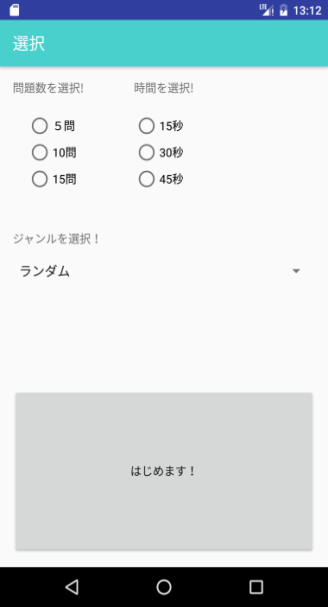 LTE 13:12
選択
問題数を選択! 時間を選択!
５問 15秒
10問 30秒
15問 45秒
ジャンルを選択！
ランダム
はじめます！